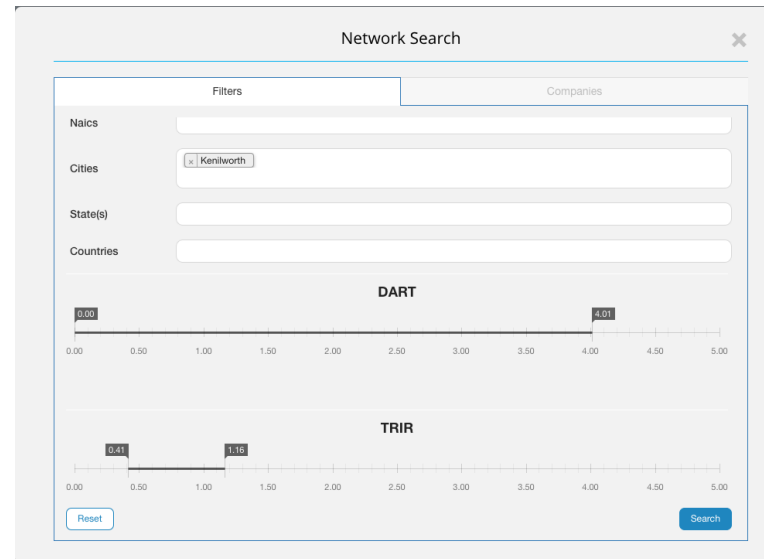 Network Search
Filters Companies
Naics
Cities × Kenilworth
State(s)
Countries
DART
0.00 4.01
0.00 0.50 1.00 1.50 2.00 2.50 3.00 3.50 4.00 4.50 5.00
TRIR
0.41 1.16
0.00 0.50 1.00 1.50 2.00 2.50 3.00 3.50 4.00 4.50 5.00
Reset Search